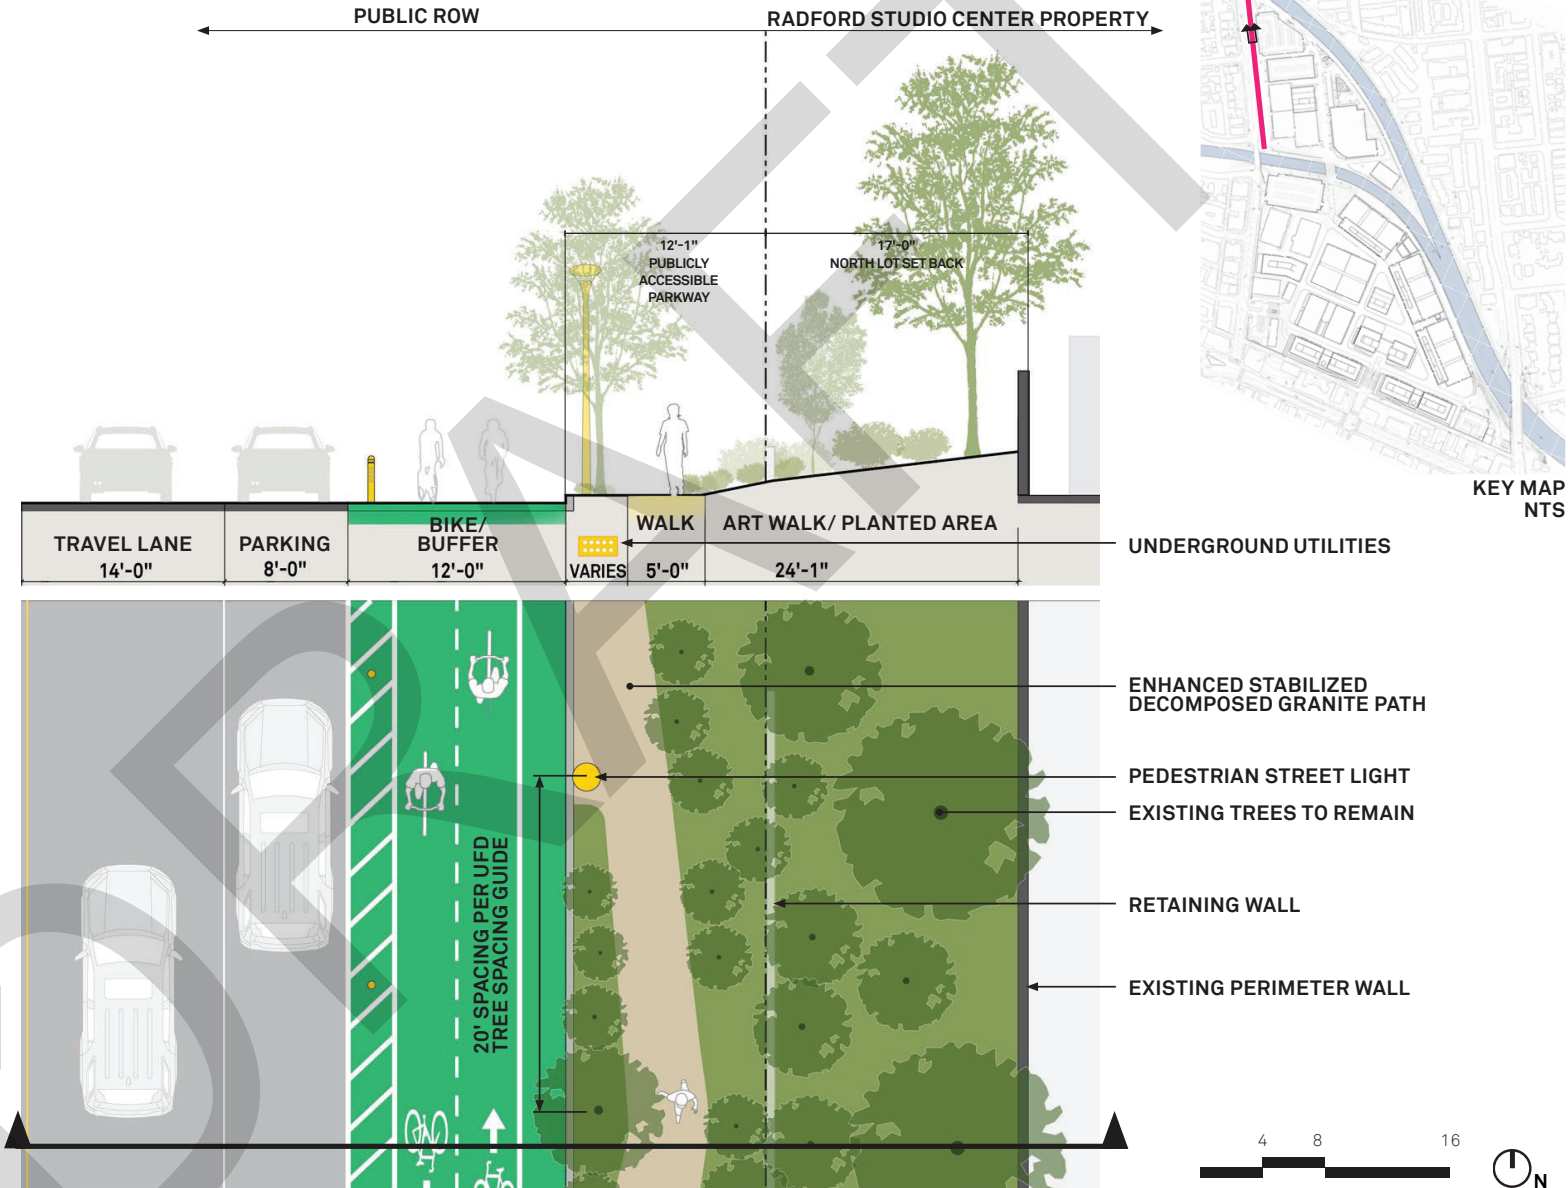 PUBLIC ROW
RADFORD STUDIO CENTER PROPERTY
12'-1"
PUBLICLY
ACCESSIBLE
PARKWAY
17'-0"
NORTH LOT SET BACK
KEY MAP
NTS
TRAVEL LANE
14'-0"
PARKING
8'-0"
BIKE/
BUFFER
12'-0"
VARIES
WALK
5'-0"
ART WALK/ PLANTED AREA
24'-1"
UNDERGROUND UTILITIES
ENHANCED STABILIZED
DECOMPOSED GRANITE PATH
PEDESTRIAN STREET LIGHT
EXISTING TREES TO REMAIN
RETAINING WALL
EXISTING PERIMETER WALL
20' SPACING PER UFD
TREE SPACING GUIDE
4 8 16
N
DRAFT